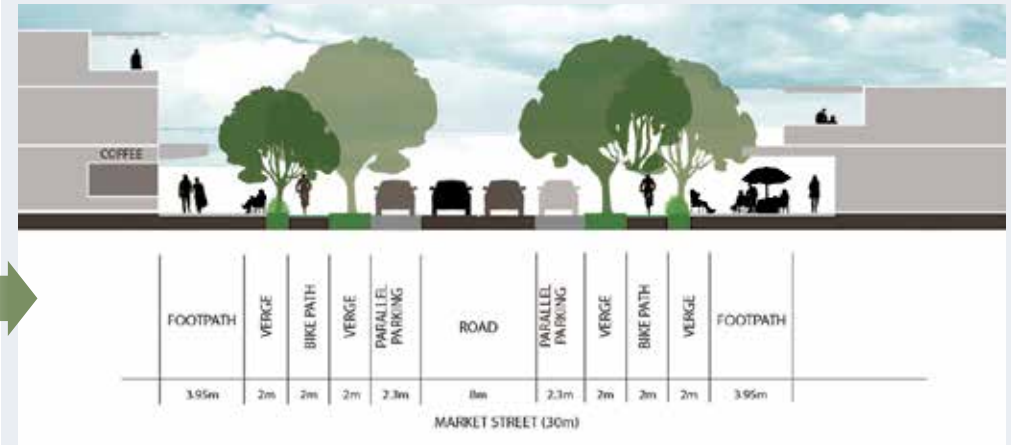 COFFEE
FOOTPATH
VERGE
BIKE PATH
VERGE
PARALLEL
PARKING
ROAD
PARALLEL
PARKING
VERGE
BIKE PATH
VERGE
FOOTPATH
3.95m 2m 2m 2m 2.3m 8m 2.3m 2m 2m 2m 3.95m
MARKET STREET (30m)